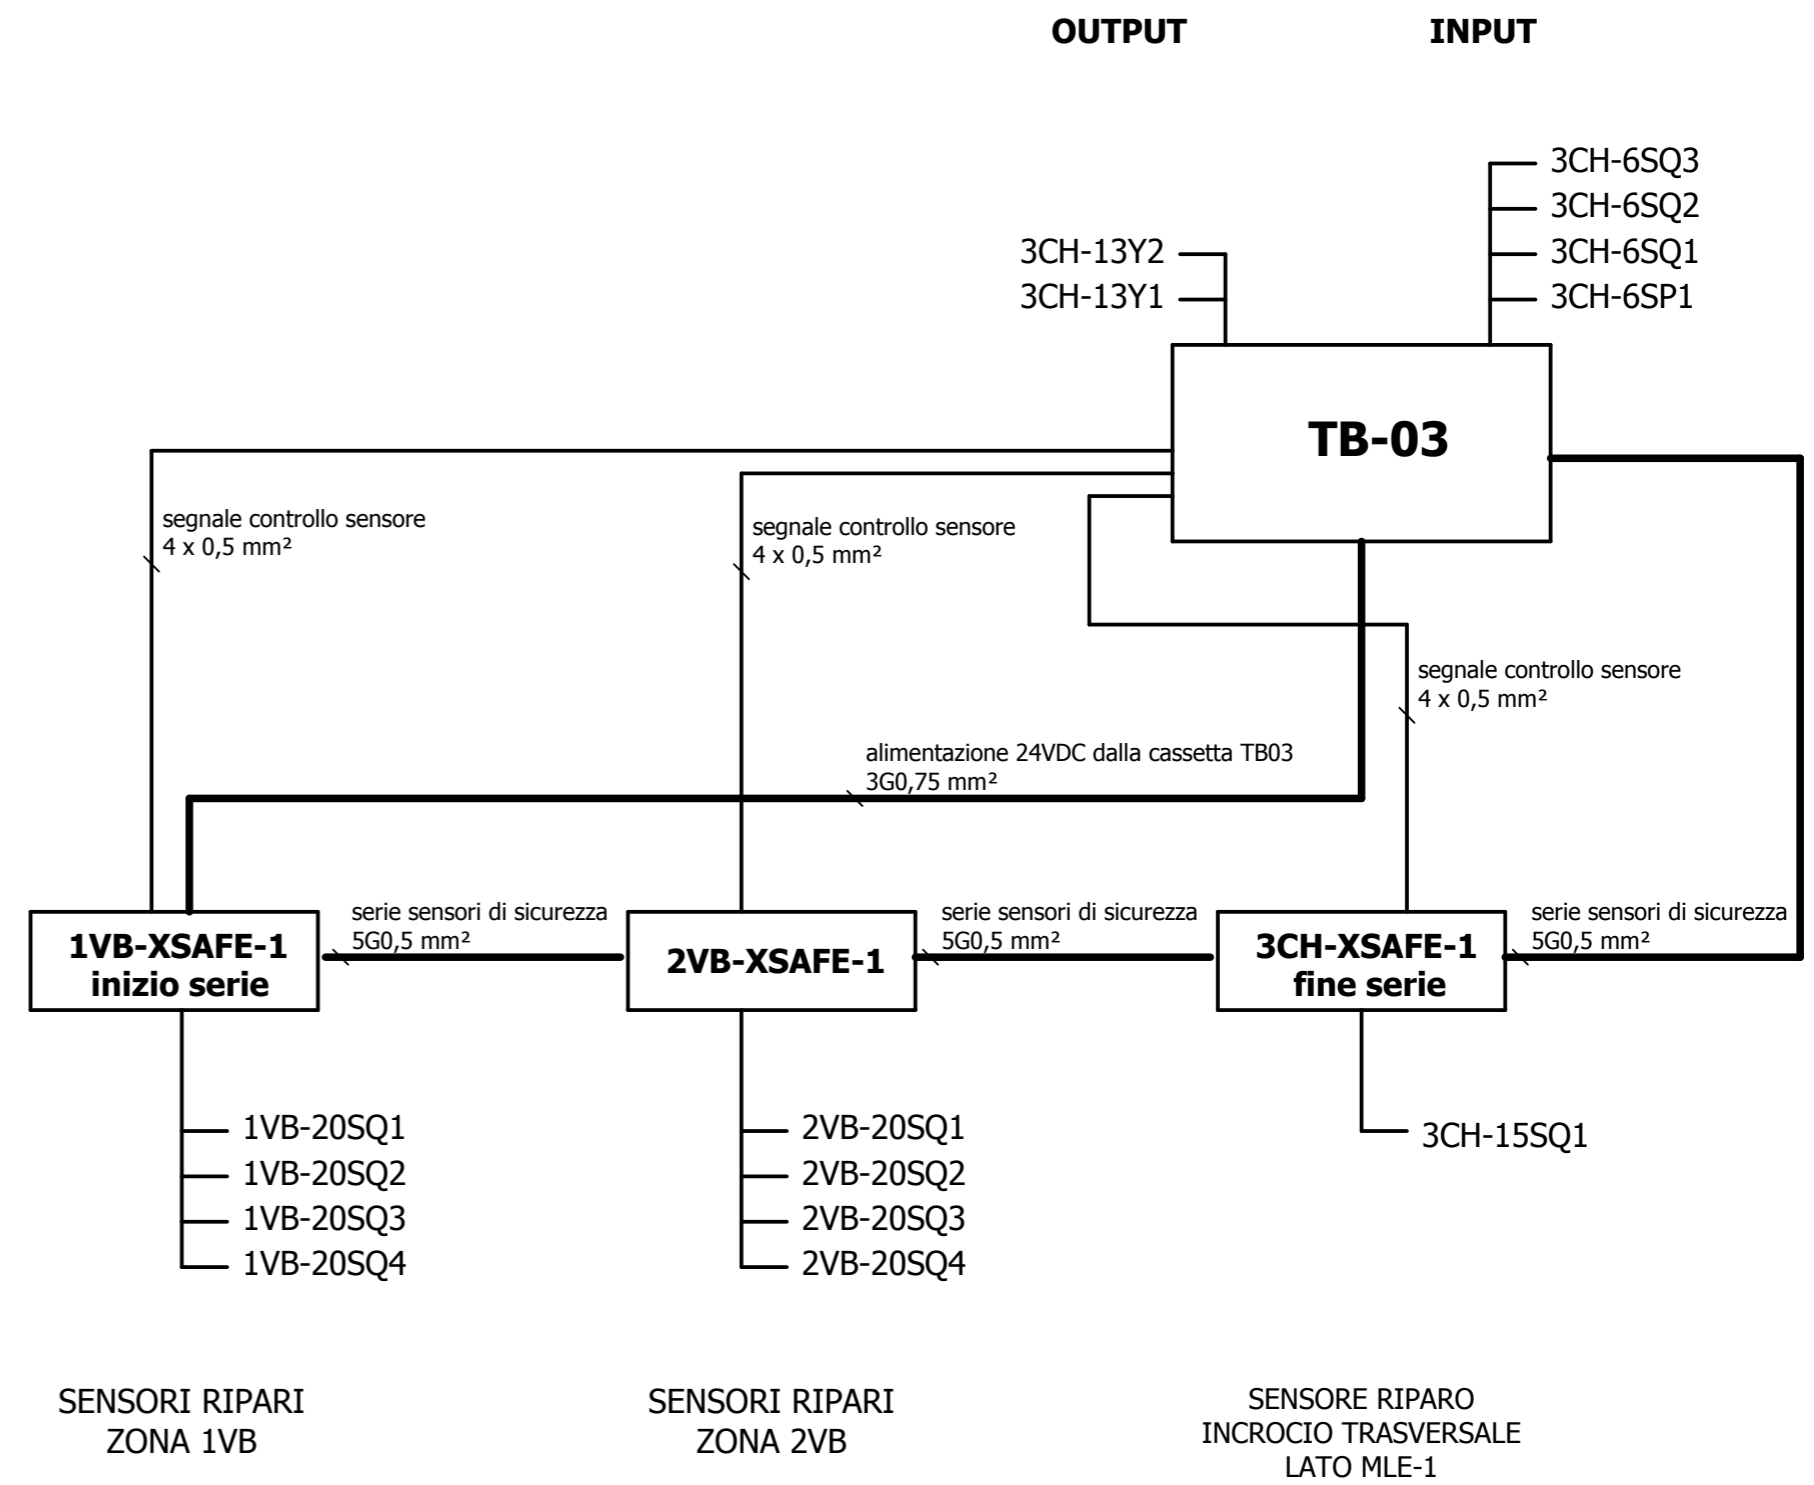 OUTPUT
INPUT
3CH-6SQ3
3CH-6SQ2
3CH-13Y2
3CH-6SQ1
3CH-13Y1
3CH-6SP1
TB-03
segnale controllo sensore
4 x 0,5 mm²
segnale controllo sensore
4 x 0,5 mm²
segnale controllo sensore
4 x 0,5 mm²
alimentazione 24VDC dalla cassetta TB03
3G0,75 mm²
1VB-XSAFE-1
inizio serie
serie sensori di sicurezza
5G0,5 mm²
2VB-XSAFE-1
serie sensori di sicurezza
5G0,5 mm²
3CH-XSAFE-1
fine serie
serie sensori di sicurezza
5G0,5 mm²
1VB-20SQ1
1VB-20SQ2
1VB-20SQ3
1VB-20SQ4
2VB-20SQ1
2VB-20SQ2
2VB-20SQ3
2VB-20SQ4
3CH-15SQ1
SENSORI RIPARI
ZONA 1VB
SENSORI RIPARI
ZONA 2VB
SENSORE RIPARO
INCROCIO TRASVERSALE
LATO MLE-1